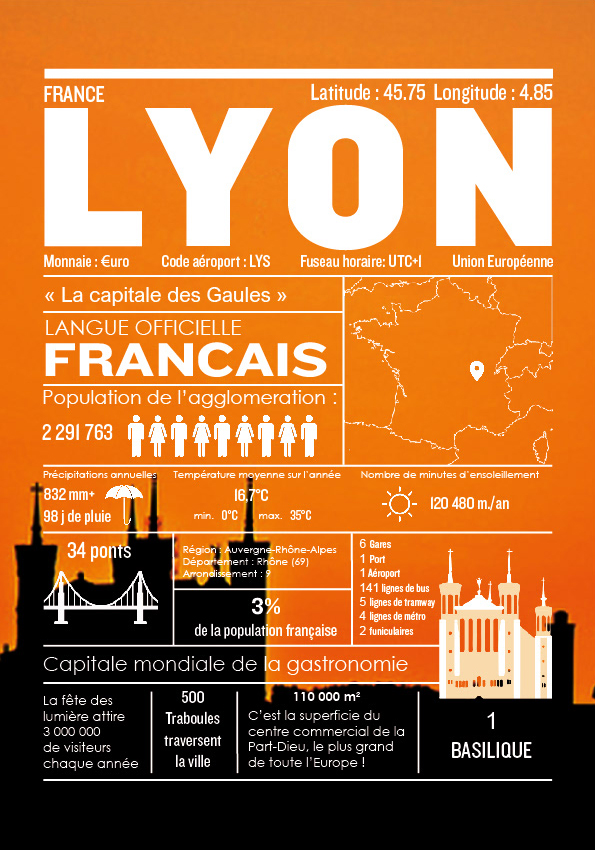 FRANCE
Latitude : 45.75 Longitude : 4.85
LYON
Monnaie : €uro
Code aéroport : LYS
Fuseau horaire: UTC+1
Union Européenne
« La capitale des Gaules »
LANGUE OFFICIELLE
FRANCAIS
Population de l'agglomeration :
2 291 763
Précipitations annuelles
832 mm+
98 j de pluie
Température moyenne sur l'année
16,7°C
min. 0°C max. 35°C
Nombre de minutes d'ensoleillement
120 480 m./an
34 ponts
Région : Auvergne-Rhône-Alpes
Département : Rhône (69)
Arrondissement : 9
3%
de la population française
6 Gares
1 Port
1 Aéroport
141 lignes de bus
5 lignes de tramway
4 lignes de métro
2 funiculaires
Capitale mondiale de la gastronomie
La fête des
lumière attire
3 000 000
de visiteurs
chaque année
500
Traboules
traversent
la ville
110 000 m²
C'est la superficie du
centre commercial de la
Part-Dieu, le plus grand
de toute l'Europe !
1
BASILIQUE